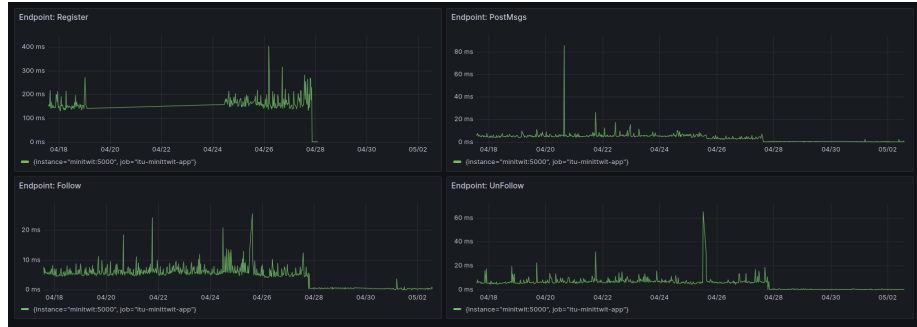 Endpoint: Register
400 ms
300 ms
200 ms
100 ms
0 ms
04/18 04/20 04/22 04/24 04/26 04/28 04/30 05/02
{instance="minitwit:5000", job="itu-minittwit-app"}
Endpoint: PostMsgs
80 ms
60 ms
40 ms
20 ms
0 ms
04/18 04/20 04/22 04/24 04/26 04/28 04/30 05/02
{instance="minitwit:5000", job="itu-minittwit-app"}
Endpoint: Follow
20 ms
10 ms
0 ms
04/18 04/20 04/22 04/24 04/26 04/28 04/30 05/02
{instance="minitwit:5000", job="itu-minittwit-app"}
Endpoint: UnFollow
60 ms
40 ms
20 ms
0 ms
04/18 04/20 04/22 04/24 04/26 04/28 04/30 05/02
{instance="minitwit:5000", job="itu-minittwit-app"}